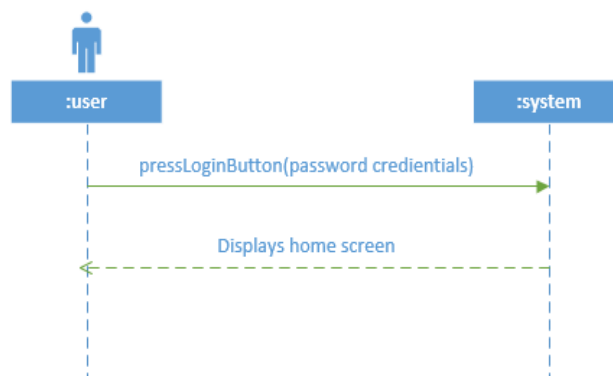 :user
:system
pressLoginButton(password credientials)
Displays home screen